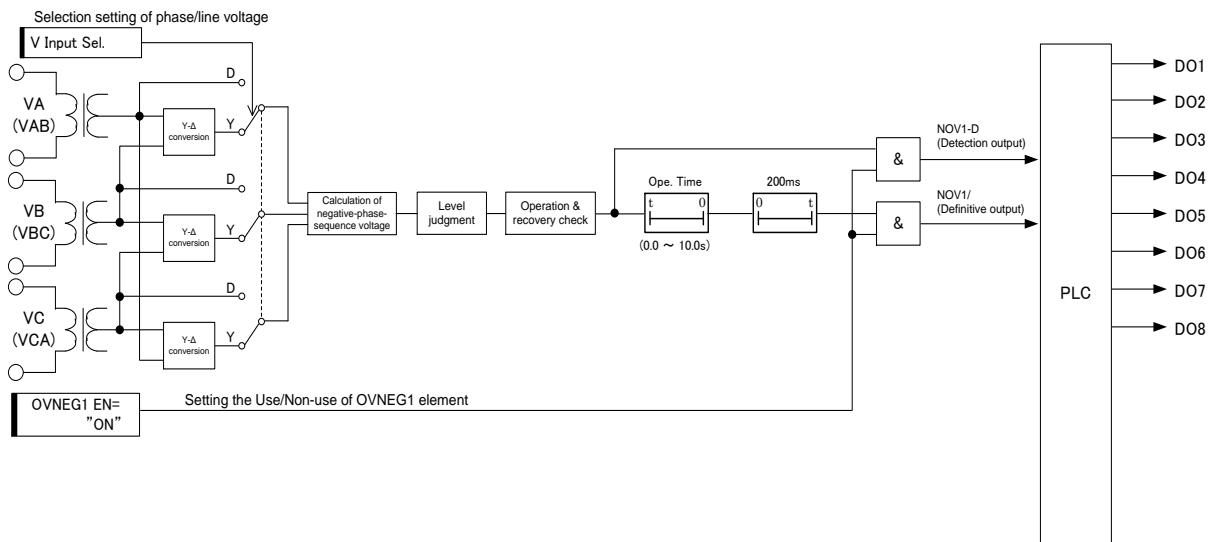 Selection setting of phase/line voltage
V Input Sel.
D
VA
(VAB)
Y-Δ
conversion
Y
D
VB
(VBC)
Y-Δ
conversion
Y
D
VC
(VCA)
Y-Δ
conversion
Y
Calculation of
negative-phase-
sequence voltage
Level
judgment
Operation &
recovery check
Ope. Time
t 0
(0.0 ～ 10.0s)
200ms
0 t
&
NOV1-D
(Detection output)
&
NOV1/
(Definitive output)
PLC
DO1
DO2
DO3
DO4
DO5
DO6
DO7
DO8
OVNEG1 EN=
"ON"
Setting the Use/Non-use of OVNEG1 element